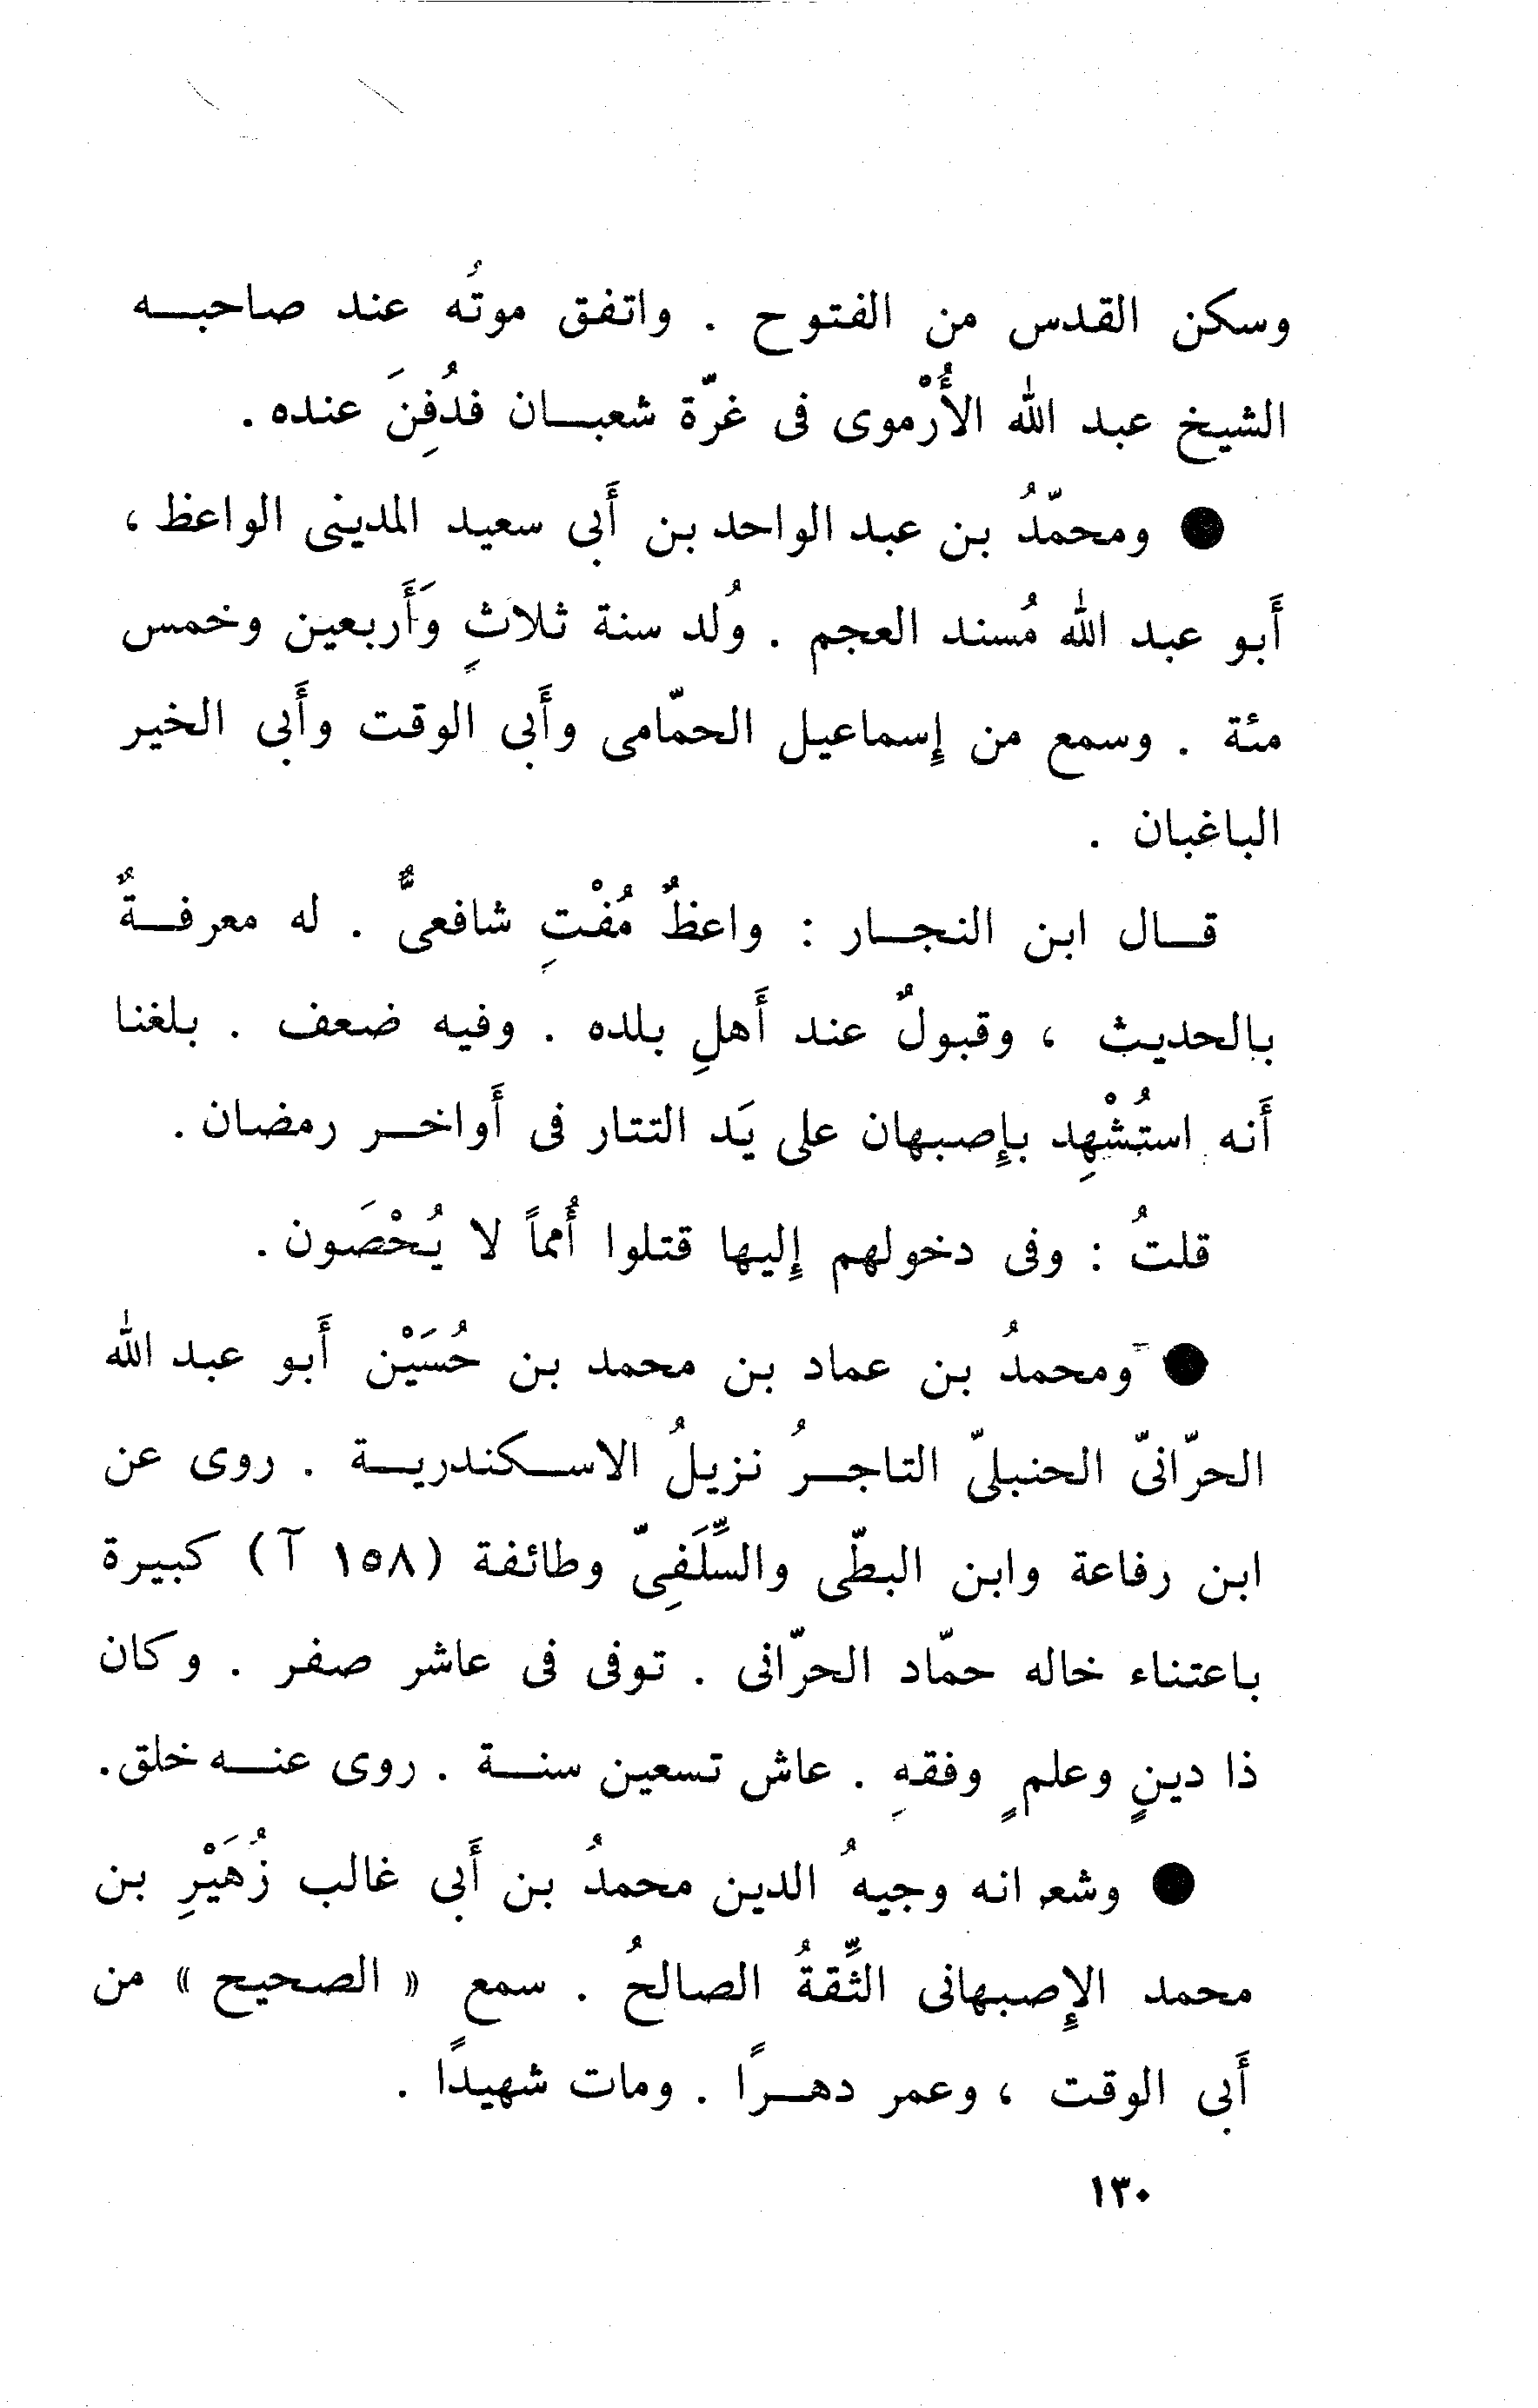 وسكن القدس من الفتوح . واتفق موتُه عند صاحبه
الشيخ عبد الله الأُرْموى فى غرّة شعبان فدُفِنَ عنده .
● ومحمّدُ بن عبد الواحد بن أَبى سعيد المدينى الواعظ ،
أَبو عبد الله مُسند العجم . وُلد سنة ثلاثٍ وَأَربعين وخمس
مئة . وسمع من إِسماعيل الحمّامى وأَبى الوقت وأَبى الخير
الباغبان .
قال ابن النجار : واعظٌ مُفْتٍ شافعىٌّ . له معرفةٌ
بالحديث ، وقبولٌ عند أَهلِ بلده . وفيه ضعف . بلغنا
أَنه استُشْهِد بإِصبهان على يَد التتار فى أَواخر رمضان .
قلتُ : وفى دخولهم إِليها قتلوا أُمماً لا يُحْصَون .
● ومحمدُ بن عماد بن محمد بن حُسَيْن أَبو عبد الله
الحرّانىّ الحنبلىّ التاجرُ نزيلُ الاسكندرية . روى عن
ابن رفاعة وابن البطّى والسِّلَفِىّ وطائفة (١٥٨ آ) كبيرة
باعتناء خاله حمّاد الحرّانى . توفى فى عاشر صفر . وكان
ذا دينٍ وعلمٍ وفقهِ . عاش تسعين سنة . روى عنه خلق .
● وشعرانه وجيهُ الدين محمدُ بن أَبى غالب زُهَيْرِ بن
محمد الإِصبهانى الثِّقةُ الصالحُ . سمع « الصحيح » من
أَبى الوقت ، وعمر دهرًا . ومات شهيدًا .
١٣٠